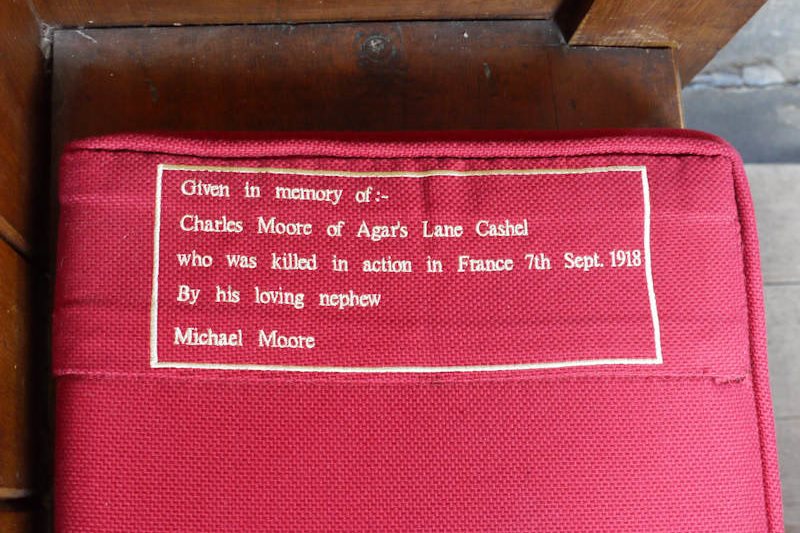 Given in memory of:-
Charles Moore of Agar's Lane Cashel
who was killed in action in France 7th Sept. 1918
By his loving nephew
Michael Moore